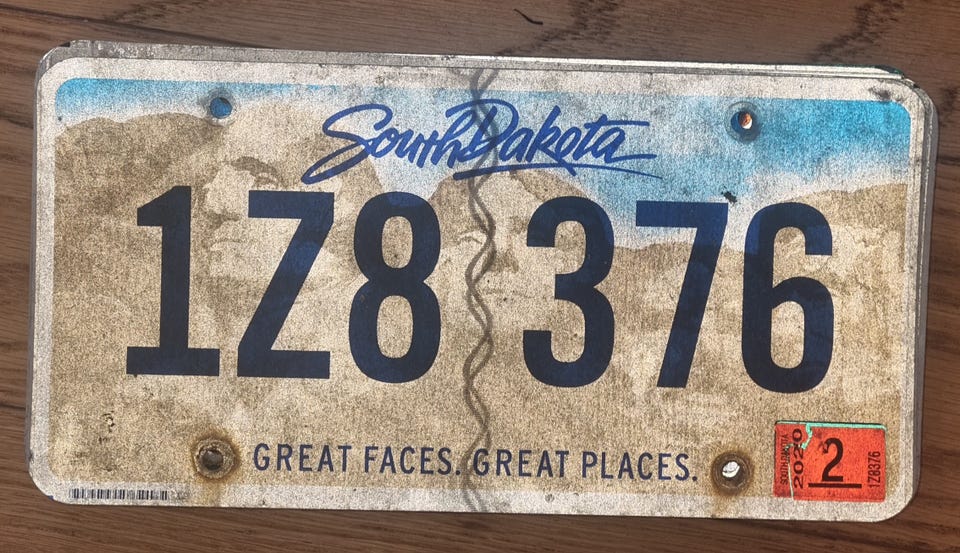 South Dakota
1Z8 376
GREAT FACES. GREAT PLACES.
SOUTH DAKOTA
2020
2
1Z8376